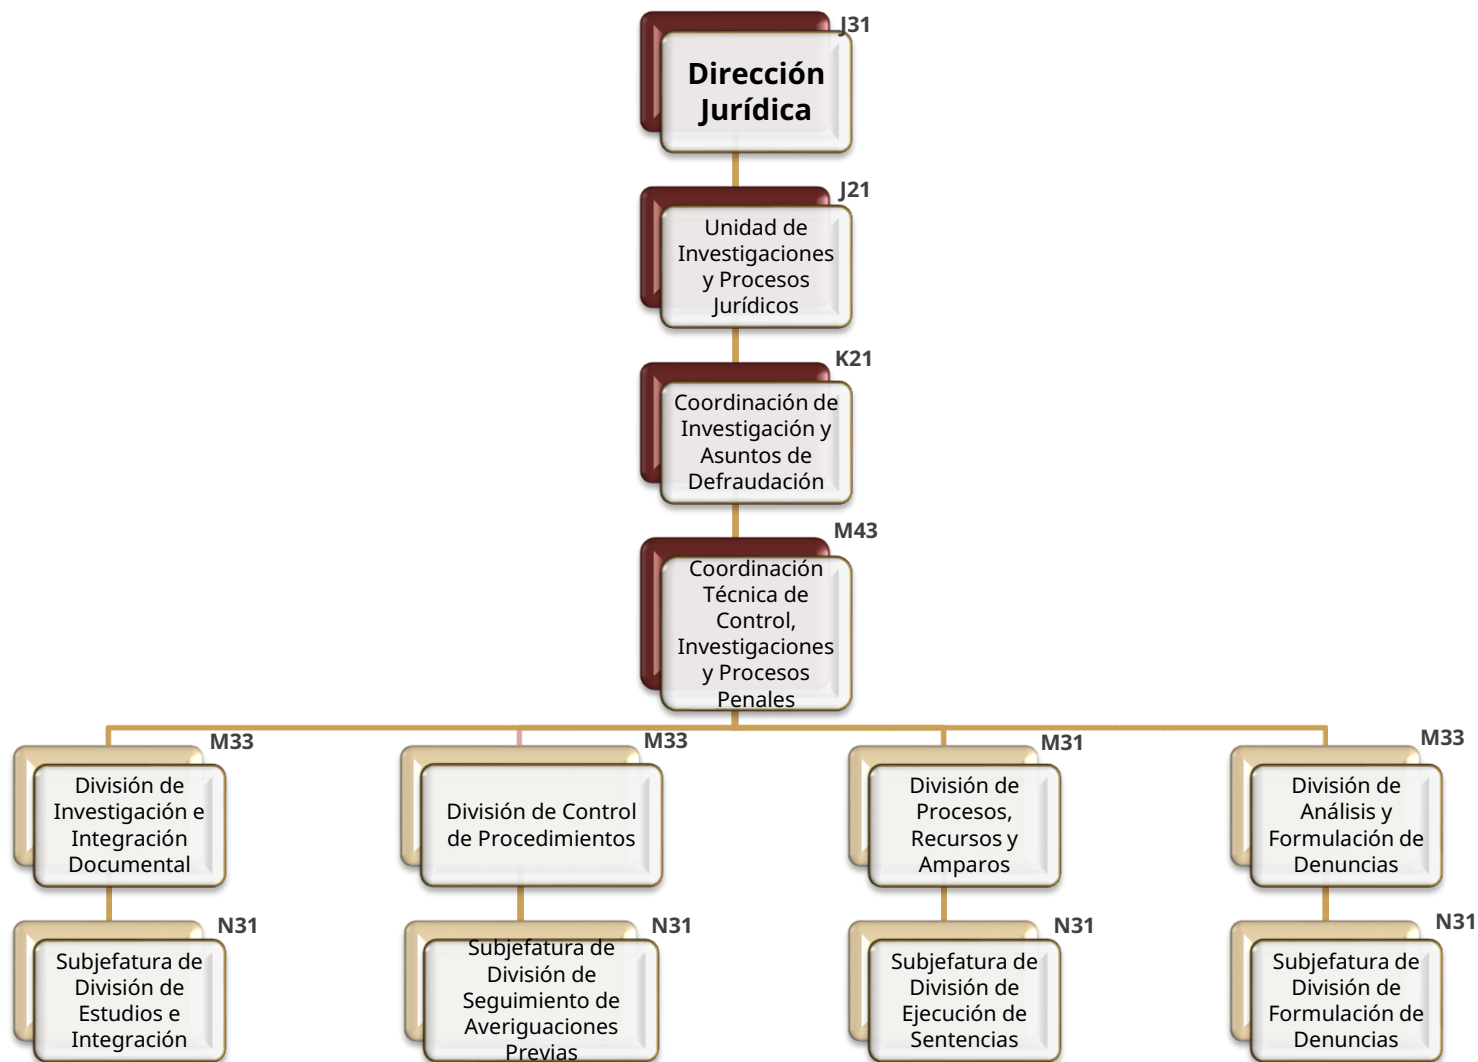 J31
Dirección
Jurídica
J21
Unidad de
Investigaciones
y Procesos
Jurídicos
K21
Coordinación de
Investigación y
Asuntos de
Defraudación
M43
Coordinación
Técnica de
Control,
Investigaciones
y Procesos
Penales
M33
División de
Investigación e
Integración
Documental
M33
División de Control
de Procedimientos
M31
División de
Procesos,
Recursos y
Amparos
M33
División de
Análisis y
Formulación de
Denuncias
N31
Subjefatura de
División de
Estudios e
Integración
N31
Subjefatura de
División de
Seguimiento de
Averiguaciones
Previas
N31
Subjefatura de
División de
Ejecución de
Sentencias
N31
Subjefatura de
División de
Formulación de
Denuncias